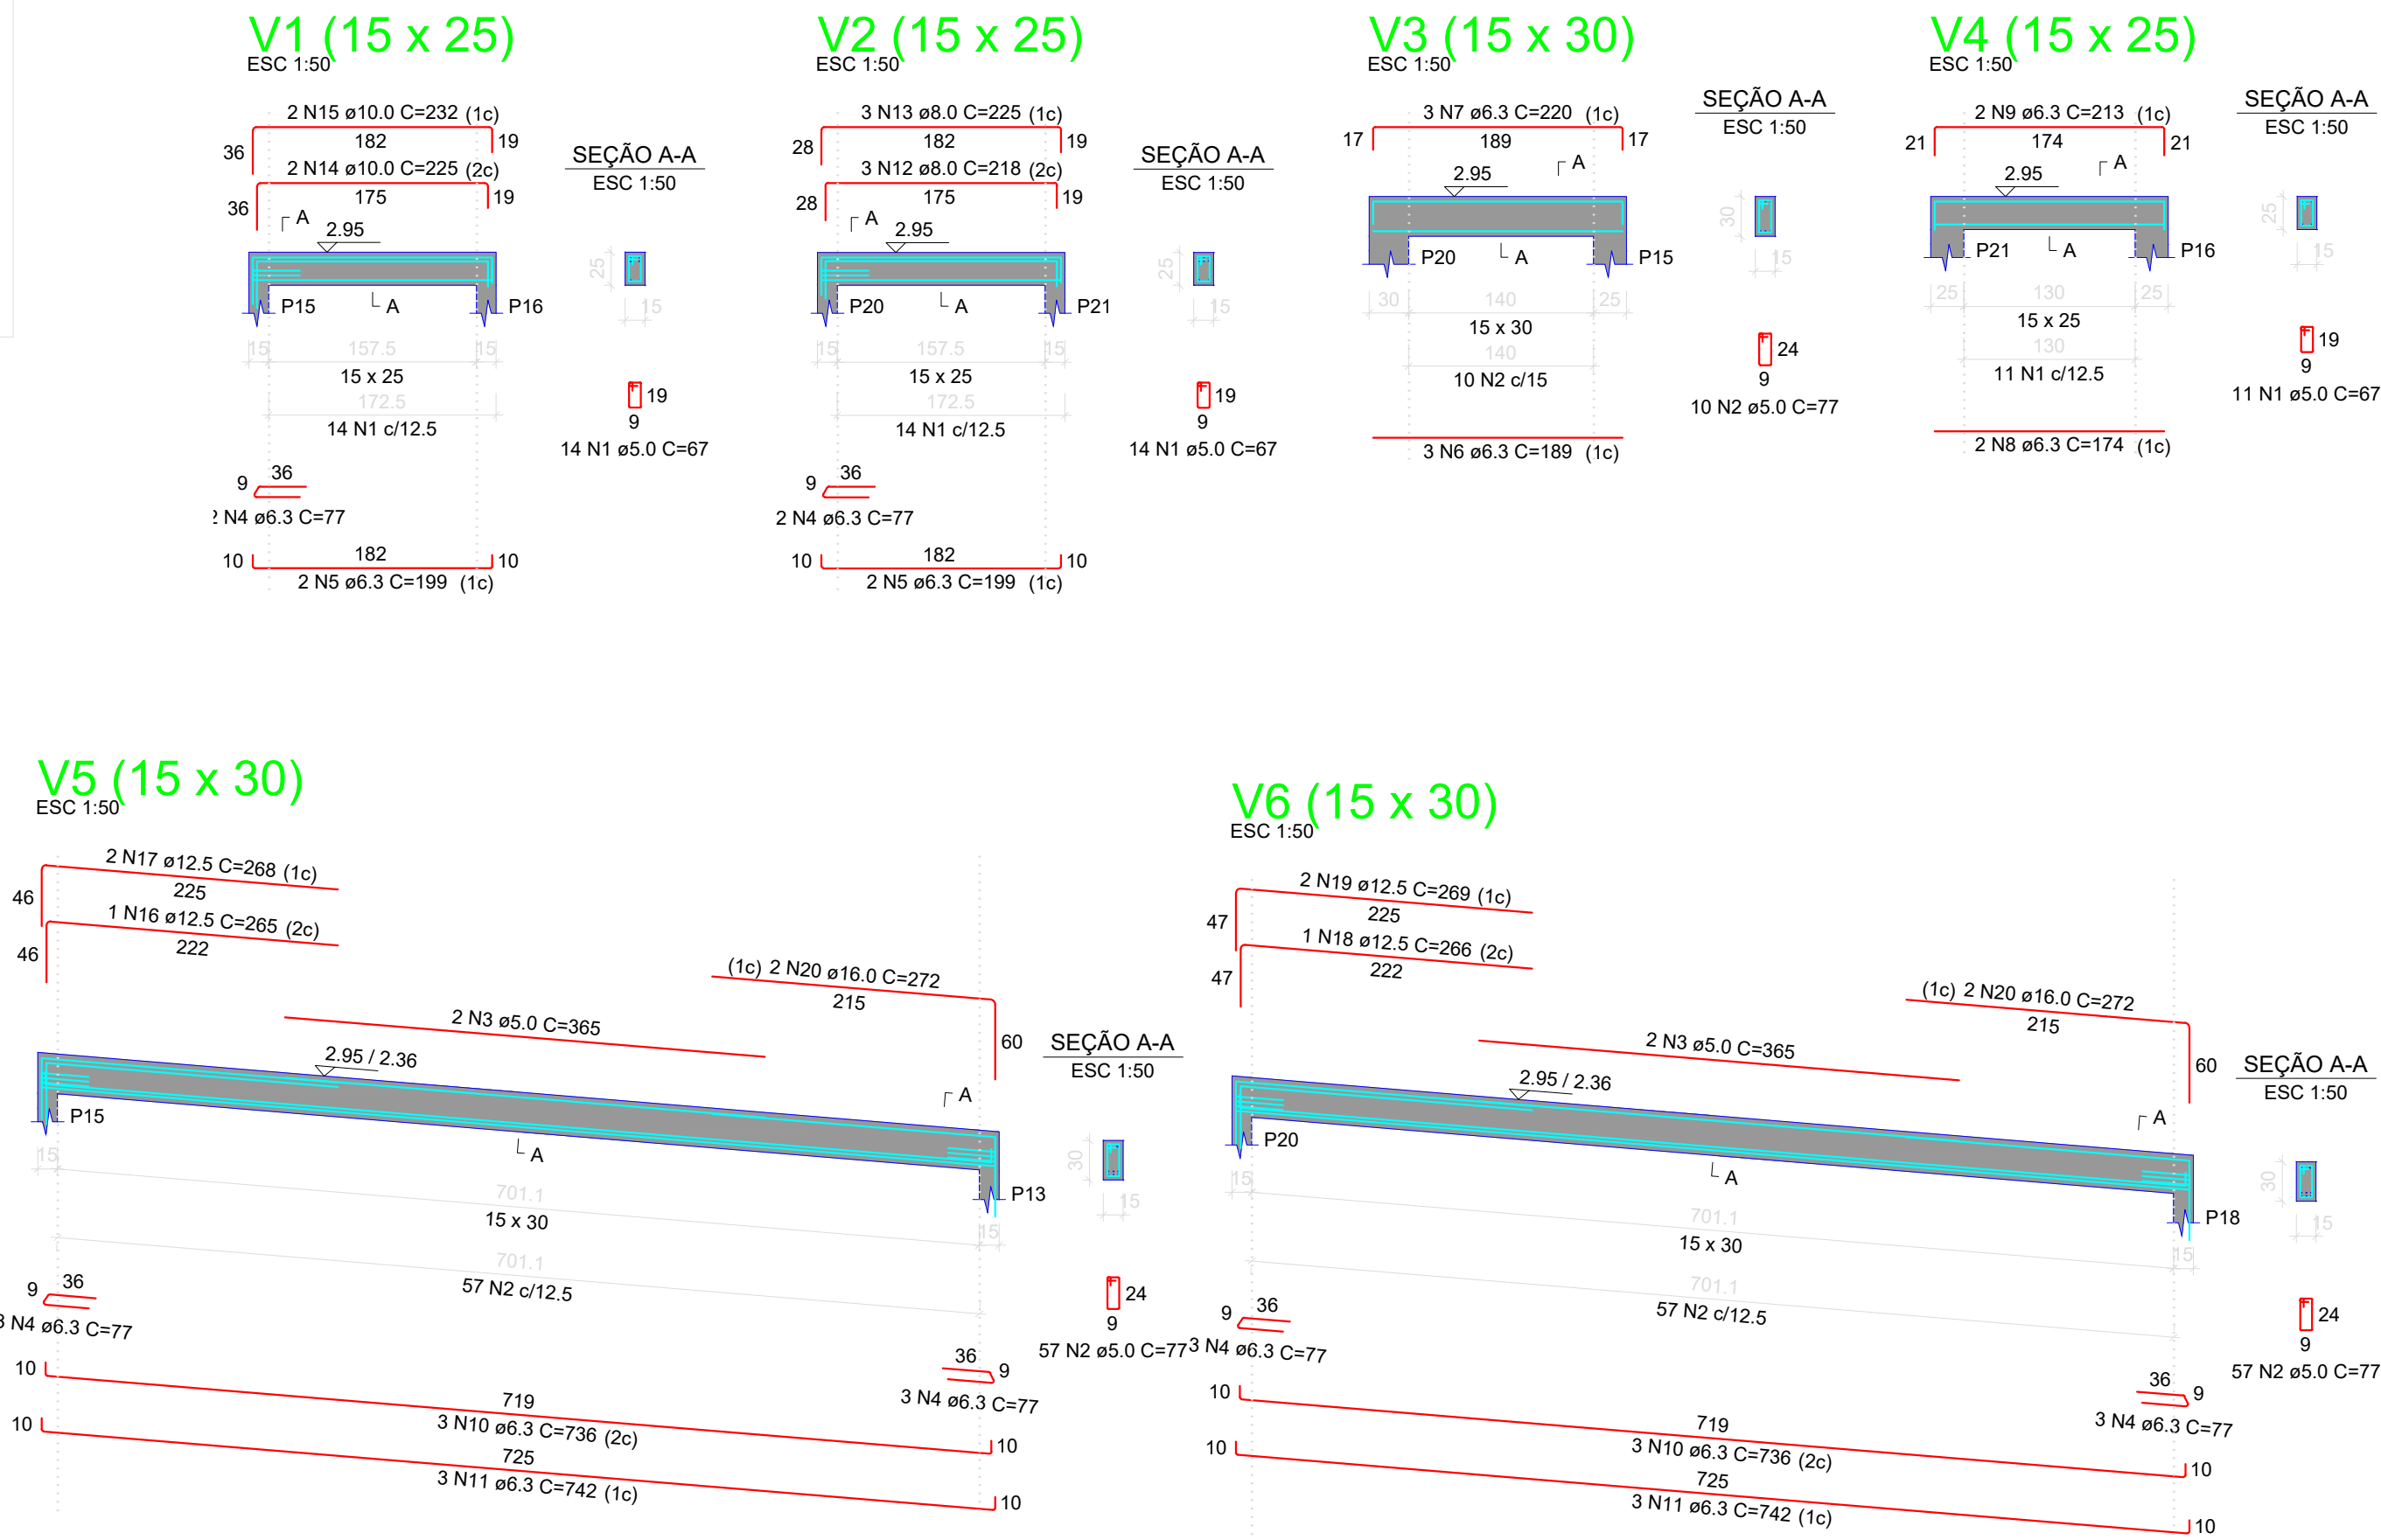 V1 (15 x 25)
ESC 1:50
2 N15 ø10.0 C=232 (1c)
36
182
19
2 N14 ø10.0 C=225 (2c)
36
175
19
A
2.95
P15
A
P16
15
157.5
15
15 x 25
172.5
14 N1 c/12.5
9
36
2 N4 ø6.3 C=77
10
182
10
2 N5 ø6.3 C=199 (1c)
SEÇÃO A-A
ESC 1:50
25
15
19
9
14 N1 ø5.0 C=67
V2 (15 x 25)
ESC 1:50
3 N13 ø8.0 C=225 (1c)
28
182
19
3 N12 ø8.0 C=218 (2c)
28
175
19
A
2.95
P20
A
P21
15
157.5
15
15 x 25
172.5
14 N1 c/12.5
9
36
2 N4 ø6.3 C=77
10
182
10
2 N5 ø6.3 C=199 (1c)
SEÇÃO A-A
ESC 1:50
25
15
19
9
14 N1 ø5.0 C=67
V3 (15 x 30)
ESC 1:50
3 N7 ø6.3 C=220 (1c)
17
189
17
A
2.95
P20
A
P15
30
140
25
15 x 30
140
10 N2 c/15
3 N6 ø6.3 C=189 (1c)
SEÇÃO A-A
ESC 1:50
30
15
24
9
10 N2 ø5.0 C=77
V4 (15 x 25)
ESC 1:50
2 N9 ø6.3 C=213 (1c)
21
174
21
A
2.95
P21
A
P16
25
130
25
15 x 25
130
11 N1 c/12.5
2 N8 ø6.3 C=174 (1c)
SEÇÃO A-A
ESC 1:50
25
15
19
9
11 N1 ø5.0 C=67
V5 (15 x 30)
ESC 1:50
2 N17 ø12.5 C=268 (1c)
46
225
1 N16 ø12.5 C=265 (2c)
46
222
(1c) 2 N20 ø16.0 C=272
215
60
2 N3 ø5.0 C=365
2.95 / 2.36
A
P15
A
P13
15
701.1
15
15 x 30
701.1
57 N2 c/12.5
9
36
3 N4 ø6.3 C=77
36
9
3 N4 ø6.3 C=77
10
719
10
3 N10 ø6.3 C=736 (2c)
10
725
10
3 N11 ø6.3 C=742 (1c)
SEÇÃO A-A
ESC 1:50
30
15
24
9
57 N2 ø5.0 C=77
V6 (15 x 30)
ESC 1:50
2 N19 ø12.5 C=269 (1c)
47
225
1 N18 ø12.5 C=266 (2c)
47
222
(1c) 2 N20 ø16.0 C=272
215
60
2 N3 ø5.0 C=365
2.95 / 2.36
A
P20
A
P18
15
701.1
15
15 x 30
701.1
57 N2 c/12.5
9
36
3 N4 ø6.3 C=77
36
9
3 N4 ø6.3 C=77
10
719
10
3 N10 ø6.3 C=736 (2c)
10
725
10
3 N11 ø6.3 C=742 (1c)
SEÇÃO A-A
ESC 1:50
30
15
24
9
57 N2 ø5.0 C=77